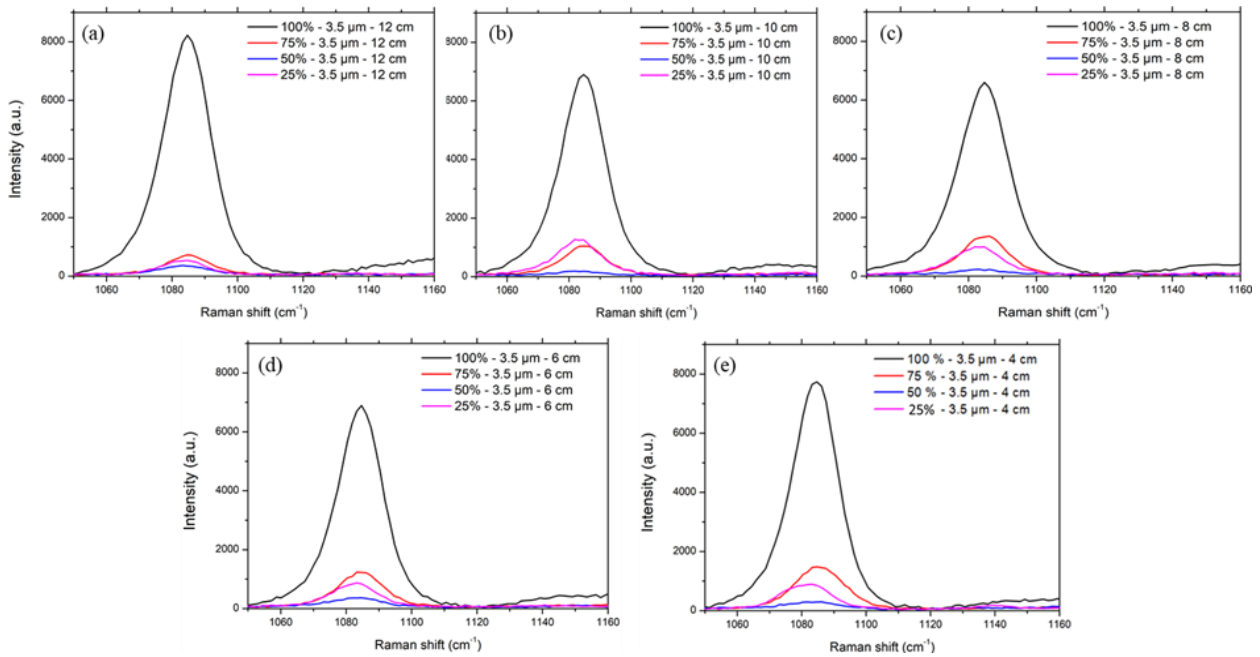 (a)
100% - 3.5 µm - 12 cm
75% - 3.5 µm - 12 cm
50% - 3.5 µm - 12 cm
25% - 3.5 µm - 12 cm
8000
6000
4000
2000
0
Intensity (a.u.)
1060 1080 1100 1120 1140 1160
Raman shift (cm⁻¹)
(b)
100% - 3.5 µm - 10 cm
75% - 3.5 µm - 10 cm
50% - 3.5 µm - 10 cm
25% - 3.5 µm - 10 cm
8000
6000
4000
2000
0
1060 1080 1100 1120 1140 1160
Raman shift (cm⁻¹)
(c)
100% - 3.5 µm - 8 cm
75% - 3.5 µm - 8 cm
50% - 3.5 µm - 8 cm
25% - 3.5 µm - 8 cm
8000
6000
4000
2000
0
1060 1080 1100 1120 1140 1160
Raman shift (cm⁻¹)
(d)
100% - 3.5 µm - 6 cm
75% - 3.5 µm - 6 cm
50% - 3.5 µm - 6 cm
25% - 3.5 µm - 6 cm
8000
6000
4000
2000
0
Intensity (a.u.)
1060 1080 1100 1120 1140 1160
Raman shift (cm⁻¹)
(e)
100 % - 3.5 µm - 4 cm
75 % - 3.5 µm - 4 cm
50 % - 3.5 µm - 4 cm
25% - 3.5 µm - 4 cm
8000
6000
4000
2000
0
Intensity (a.u.)
1060 1080 1100 1120 1140 1160
Raman shift (cm⁻¹)